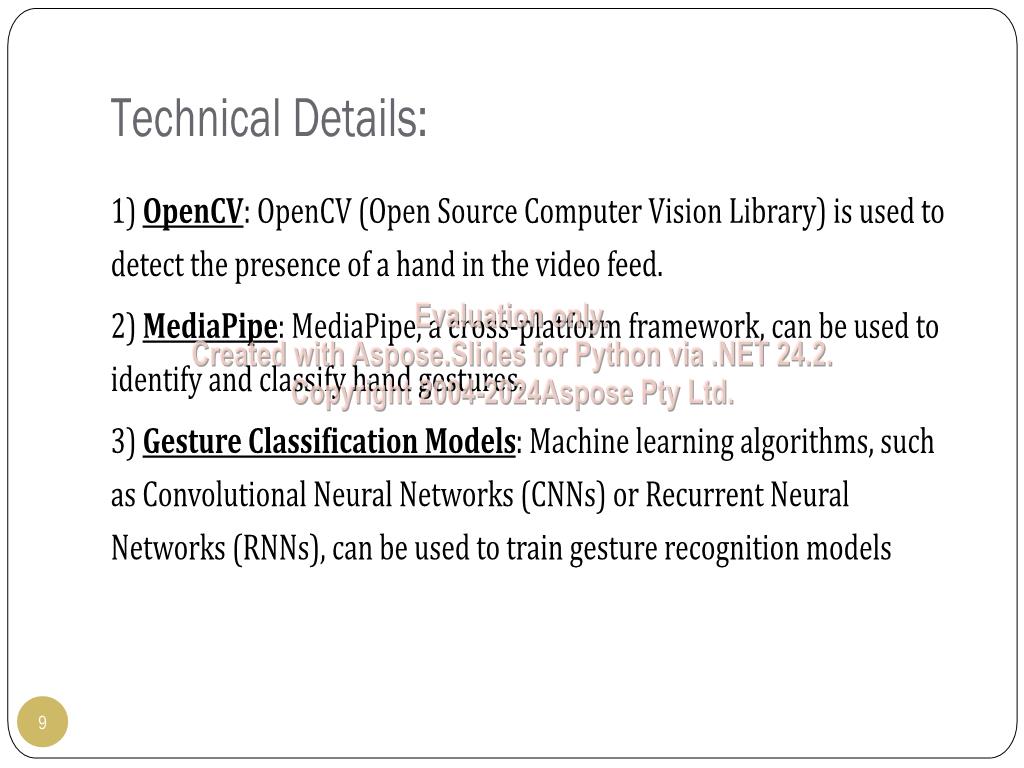 Technical Details:
1) OpenCV: OpenCV (Open Source Computer Vision Library) is used to
detect the presence of a hand in the video feed.
Evaluation only.
2) MediaPipe: MediaPipe, a cross-platform framework, can be used to
Created with Aspose.Slides for Python via .NET 24.2.
identify and classify hand gestures.
Copyright 2004-2024Aspose Pty Ltd.
3) Gesture Classification Models: Machine learning algorithms, such
as Convolutional Neural Networks (CNNs) or Recurrent Neural
Networks (RNNs), can be used to train gesture recognition models
9